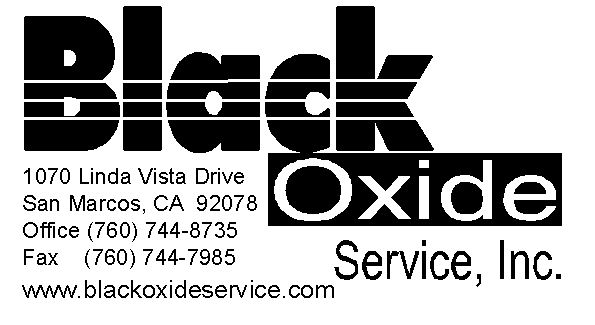 Black
Oxide
Service, Inc.
1070 Linda Vista Drive
San Marcos, CA  92078
Office (760) 744-8735
Fax    (760) 744-7985
www.blackoxideservice.com